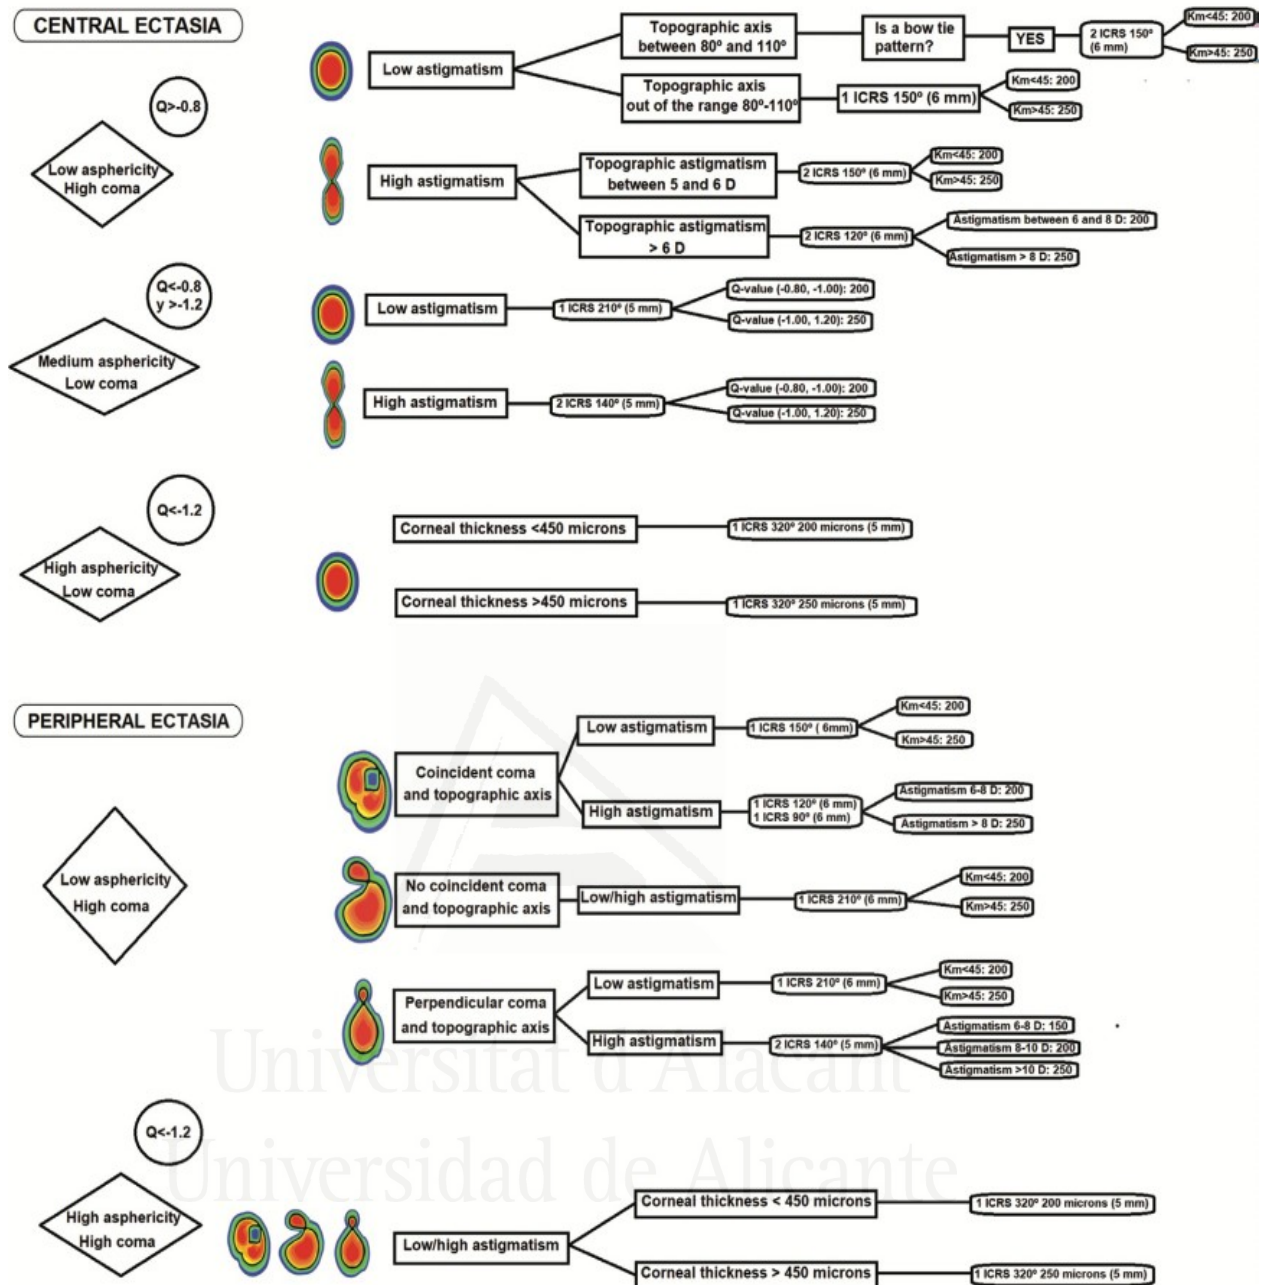 CENTRAL ECTASIA
Q>-0.8
Low asphericity
High coma
Low astigmatism
Topographic axis
between 80º and 110º
Is a bow tie
pattern?
YES
2 ICRS 150º
(6 mm)
Km<45: 200
Km>45: 250
Topographic axis
out of the range 80º-110º
1 ICRS 150º (6 mm)
Km<45: 200
Km>45: 250
High astigmatism
Topographic astigmatism
between 5 and 6 D
2 ICRS 150º (6 mm)
Km<45: 200
Km>45: 250
Topographic astigmatism
> 6 D
2 ICRS 120º (6 mm)
Astigmatism between 6 and 8 D: 200
Astigmatism > 8 D: 250
Q<-0.8
y >-1.2
Medium asphericity
Low coma
Low astigmatism
1 ICRS 210º (5 mm)
Q-value (-0.80, -1.00): 200
Q-value (-1.00, 1.20): 250
High astigmatism
2 ICRS 140º (5 mm)
Q-value (-0.80, -1.00): 200
Q-value (-1.00, 1.20): 250
Q<-1.2
High asphericity
Low coma
Corneal thickness <450 microns
1 ICRS 320º 200 microns (5 mm)
Corneal thickness >450 microns
1 ICRS 320º 250 microns (5 mm)
PERIPHERAL ECTASIA
Low asphericity
High coma
Coincident coma
and topographic axis
Low astigmatism
1 ICRS 150º ( 6mm)
Km<45: 200
Km>45: 250
High astigmatism
1 ICRS 120º (6 mm)
1 ICRS 90º (6 mm)
Astigmatism 6-8 D: 200
Astigmatism > 8 D: 250
No coincident coma
and topographic axis
Low/high astigmatism
1 ICRS 210º (6 mm)
Km<45: 200
Km>45: 250
Perpendicular coma
and topographic axis
Low astigmatism
1 ICRS 210º (6 mm)
Km<45: 200
Km>45: 250
High astigmatism
2 ICRS 140º (5 mm)
Astigmatism 6-8 D: 150
Astigmatism 8-10 D: 200
Astigmatism >10 D: 250
Universitat d'Alacant
Universidad de Alicante
Q<-1.2
High asphericity
High coma
Low/high astigmatism
Corneal thickness < 450 microns
1 ICRS 320º 200 microns (5 mm)
Corneal thickness > 450 microns
1 ICRS 320º 250 microns (5 mm)